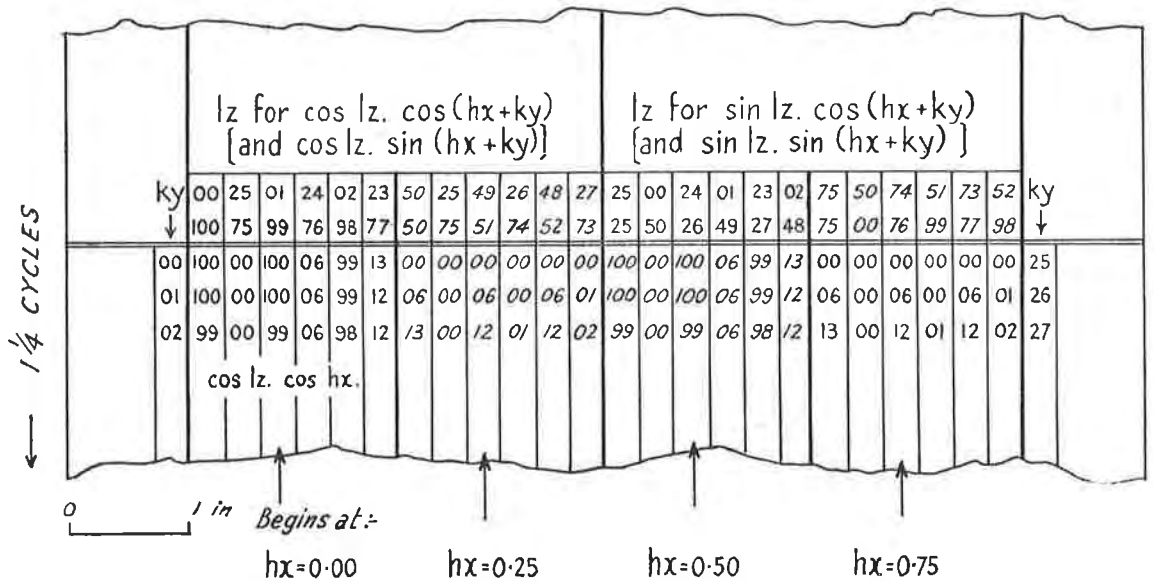 lz for cos lz. cos (hx+ky)
[and cos lz. sin (hx+ky)]
lz for sin lz. cos (hx+ky)
[and sin lz. sin (hx+ky) ]
ky 00 25 01 24 02 23 50 25 49 26 48 27 25 00 24 01 23 02 75 50 74 51 73 52 ky
↓ 100 75 99 76 98 77 50 75 51 74 52 73 25 50 26 49 27 48 75 00 76 99 77 98 ↓
00 100 00 100 06 99 13 00 00 00 00 00 00 100 00 100 06 99 13 00 00 00 00 00 00 25
01 100 00 100 06 99 12 06 00 06 00 06 01 100 00 100 06 99 12 06 00 06 00 06 01 26
02 99 00 99 06 98 12 13 00 12 01 12 02 99 00 99 06 98 12 13 00 12 01 12 02 27
cos lz. cos hx.
← 1¼ CYCLES
0 1 in
Begins at:-
hx=0·00 hx=0·25 hx=0·50 hx=0·75